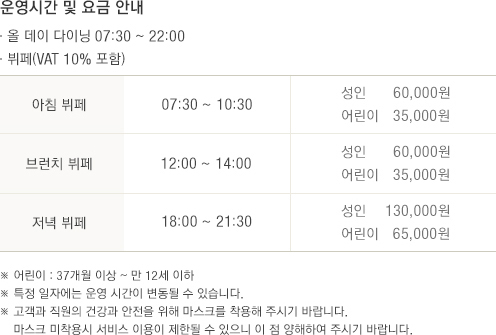 운영시간 및 요금 안내
· 올 데이 다이닝 07:30 ~ 22:00
· 뷔페(VAT 10% 포함)
아침 뷔페 07:30 ~ 10:30 성인 60,000원
어린이 35,000원
브런치 뷔페 12:00 ~ 14:00 성인 60,000원
어린이 35,000원
저녁 뷔페 18:00 ~ 21:30 성인 130,000원
어린이 65,000원
※ 어린이 : 37개월 이상 ~ 만 12세 이하
※ 특정 일자에는 운영 시간이 변동될 수 있습니다.
※ 고객과 직원의 건강과 안전을 위해 마스크를 착용해 주시기 바랍니다.
마스크 미착용시 서비스 이용이 제한될 수 있으니 이 점 양해하여 주시기 바랍니다.